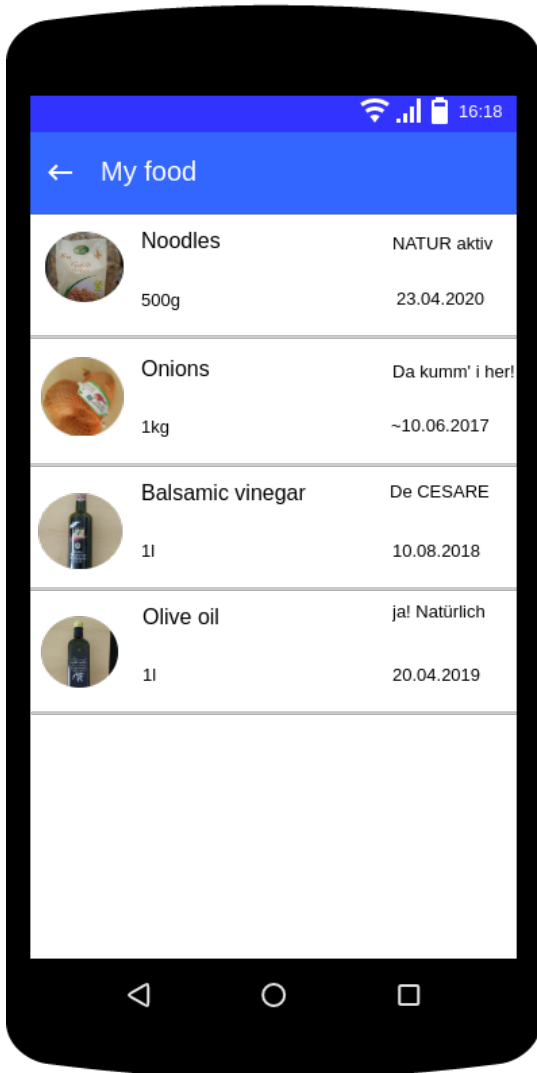 16:18
My food
Noodles
NATUR aktiv
500g
23.04.2020
Onions
Da kumm' i her!
1kg
~10.06.2017
Balsamic vinegar
De CESARE
1l
10.08.2018
Olive oil
ja! Natürlich
1l
20.04.2019